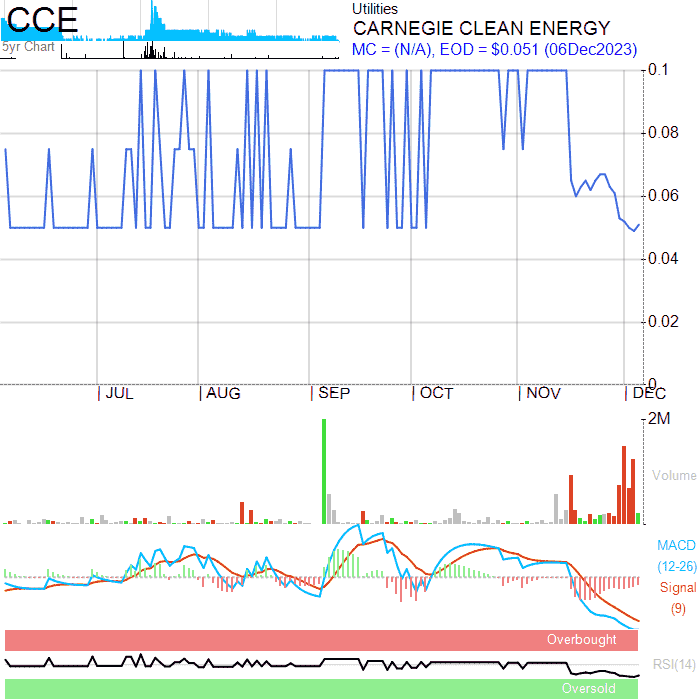 CCE
5yr Chart
Utilities
CARNEGIE CLEAN ENERGY
MC = (N/A), EOD = $0.051 (06Dec2023)
0.1
0.08
0.06
0.04
0.02
0
JUL
AUG
SEP
OCT
NOV
DEC
2M
Volume
MACD
(12-26)
Signal
(9)
Overbought
RSI(14)
Oversold